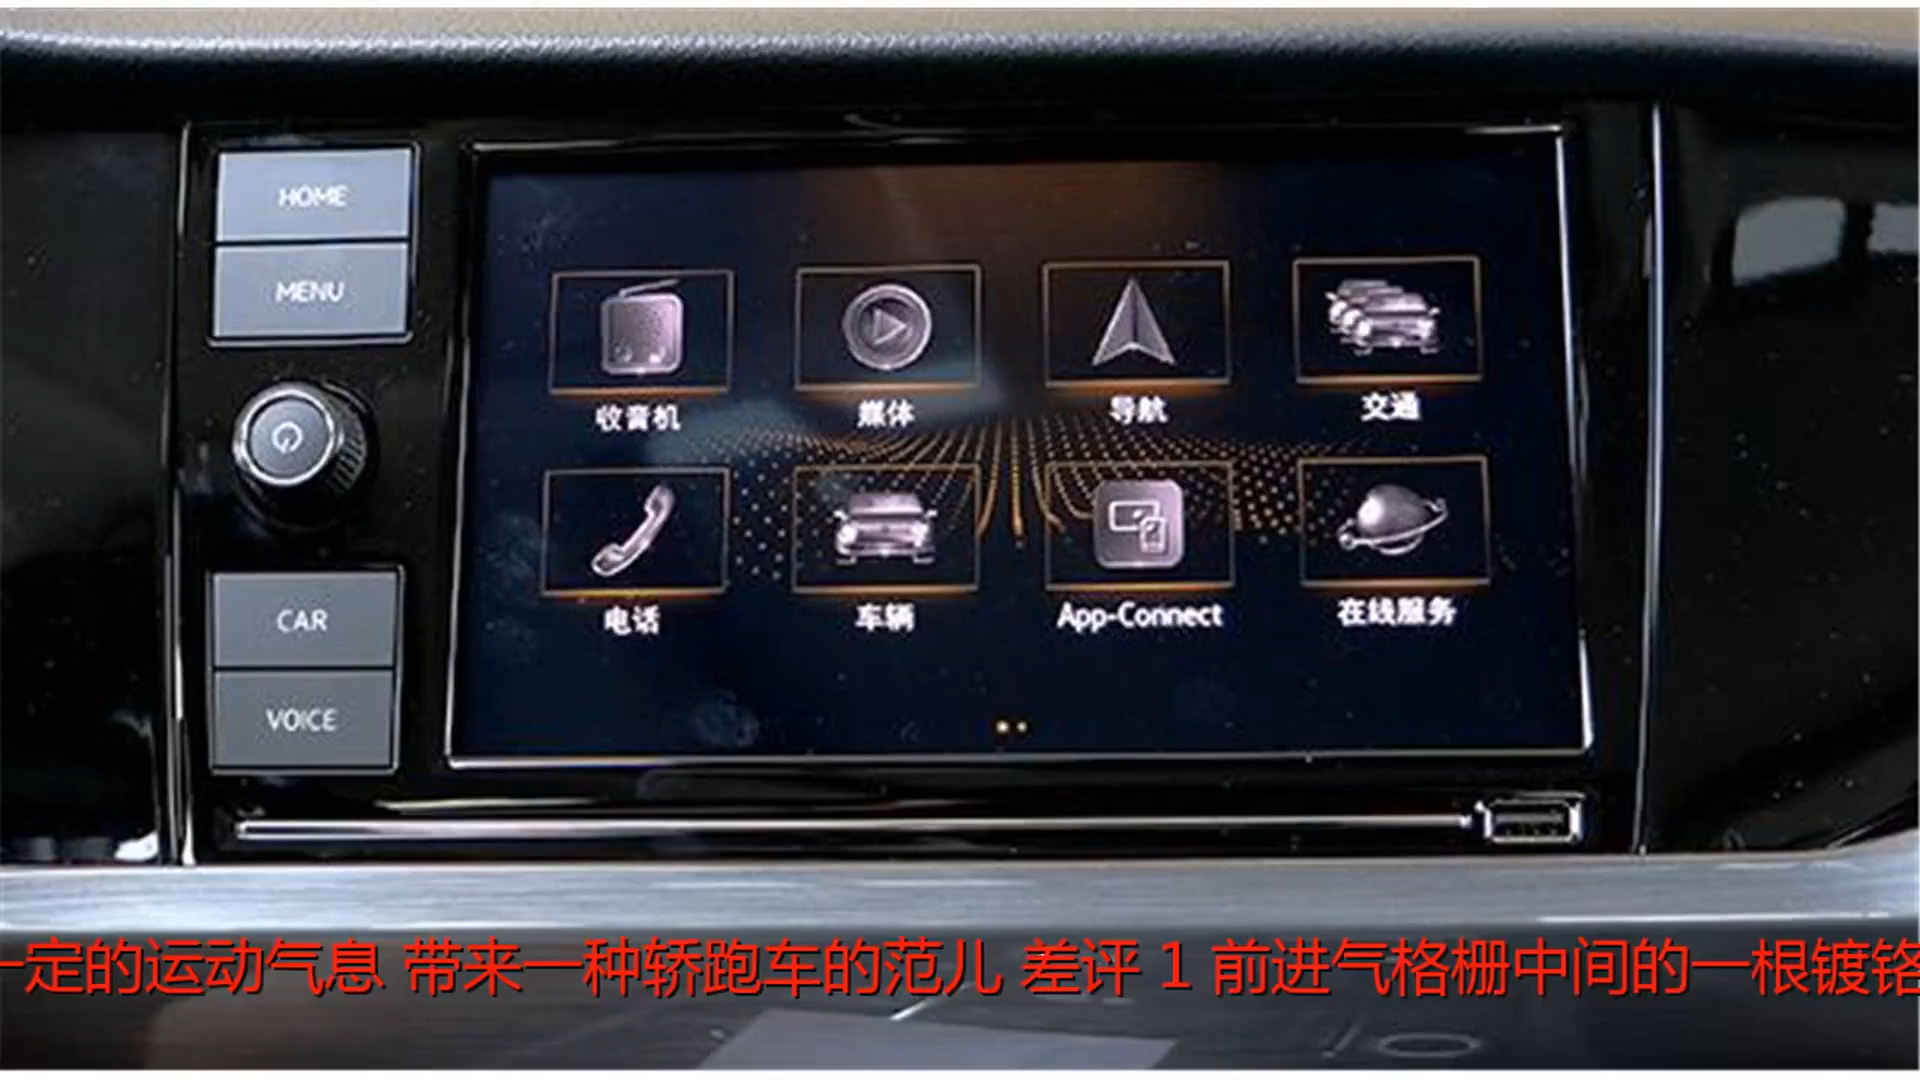 HOME
MENU
CAR
VOICE
收音机 媒体 导航 交通
电话 车辆 App-Connect 在线服务
一定的运动气息 带来一种轿跑车的范儿 差评 1 前进气格栅中间的一根镀铬